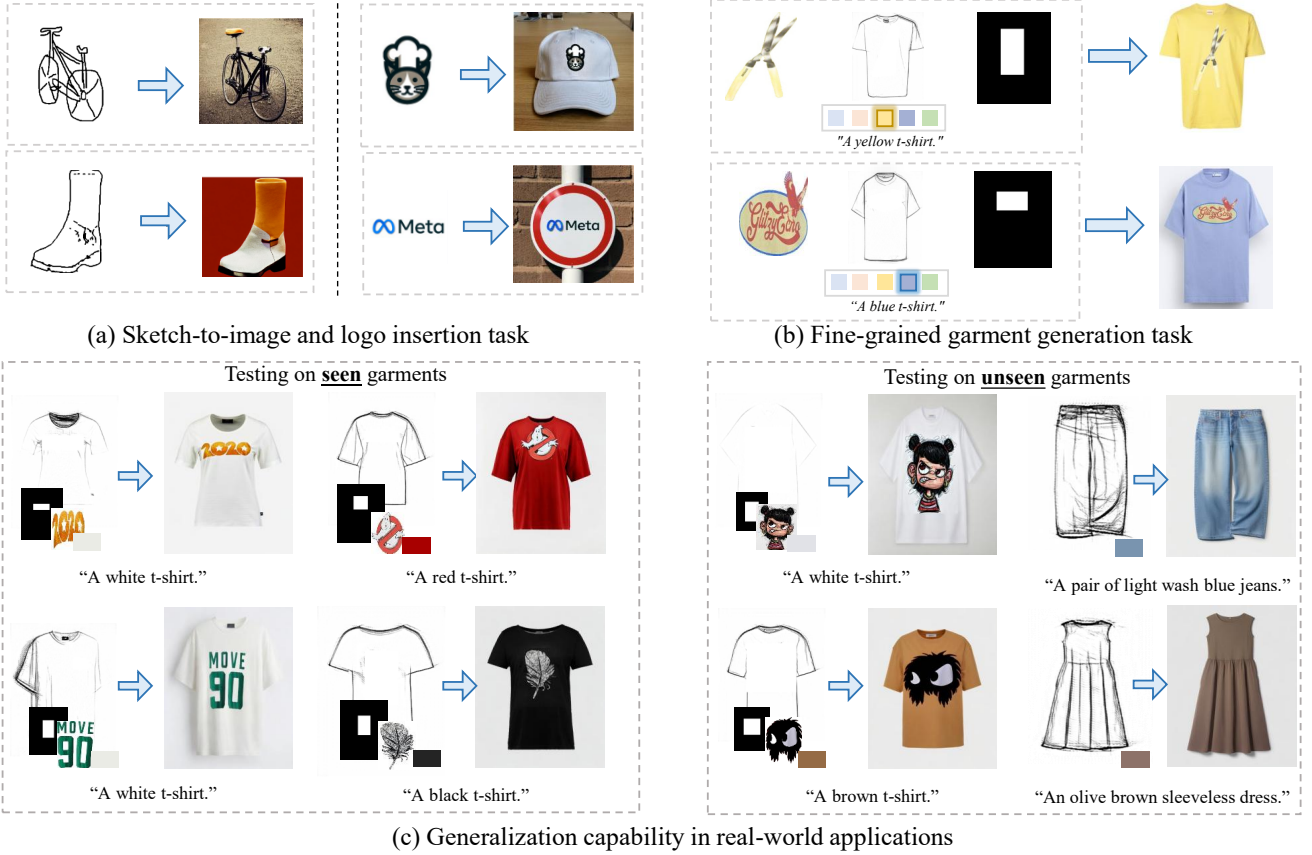 Meta
Meta
"A yellow t-shirt."
GlitzyGang
GlitzyGang
“A blue t-shirt."
(a) Sketch-to-image and logo insertion task
(b) Fine-grained garment generation task
Testing on seen garments
2020
2020
“A white t-shirt.”
“A red t-shirt.”
MOVE
90
MOVE
90
“A white t-shirt.”
“A black t-shirt.”
Testing on unseen garments
“A white t-shirt.”
“A pair of light wash blue jeans.”
“A brown t-shirt.”
“An olive brown sleeveless dress.”
(c) Generalization capability in real-world applications